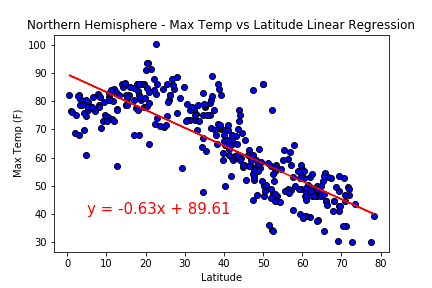 Northern Hemisphere - Max Temp vs Latitude Linear Regression
100
90
80
70
60
50
40
30
Max Temp (F)
y = -0.63x + 89.61
0 10 20 30 40 50 60 70 80
Latitude